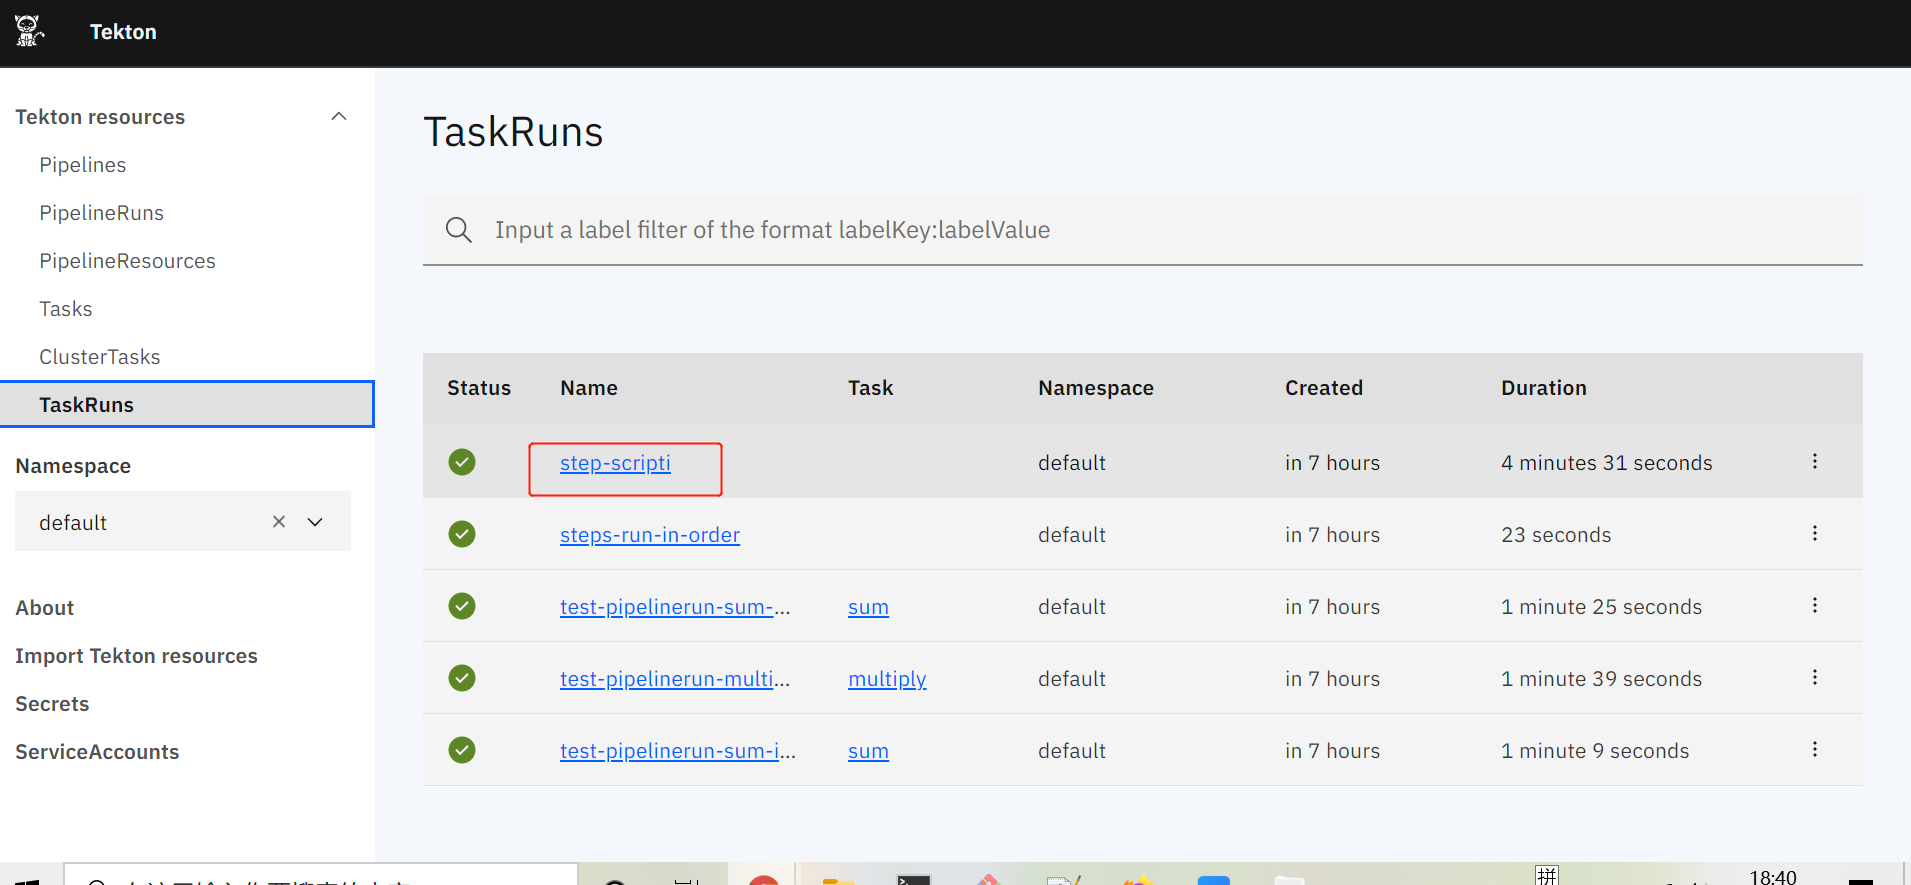 Tekton
Tekton resources
Pipelines
PipelineRuns
PipelineResources
Tasks
ClusterTasks
TaskRuns
Namespace
default
About
Import Tekton resources
Secrets
ServiceAccounts
TaskRuns
Input a label filter of the format labelKey:labelValue
Status Name Task Namespace Created Duration
step-scripti default in 7 hours 4 minutes 31 seconds
steps-run-in-order default in 7 hours 23 seconds
test-pipelinerun-sum-... sum default in 7 hours 1 minute 25 seconds
test-pipelinerun-multi... multiply default in 7 hours 1 minute 39 seconds
test-pipelinerun-sum-i... sum default in 7 hours 1 minute 9 seconds
拼
18:40